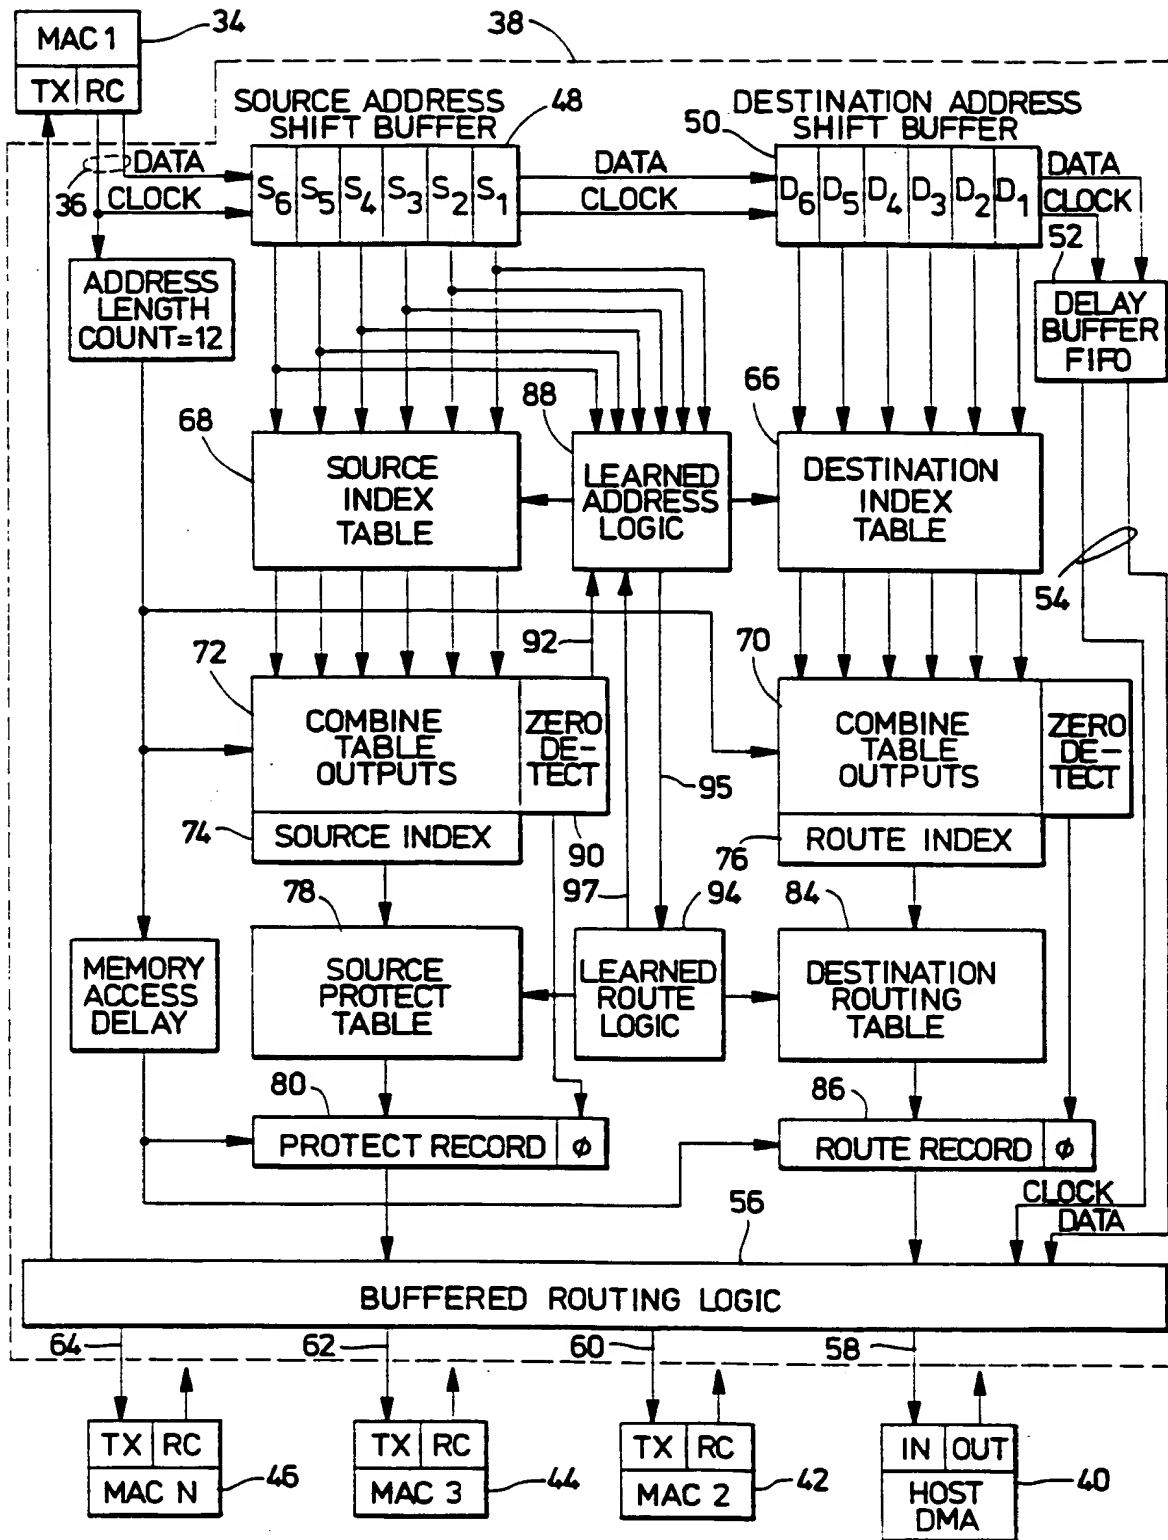 MAC 1
34
TX RC
38
SOURCE ADDRESS
SHIFT BUFFER
48
DESTINATION ADDRESS
SHIFT BUFFER
50
36
DATA
CLOCK
S6 S5 S4 S3 S2 S1
DATA
CLOCK
D6 D5 D4 D3 D2 D1
DATA
CLOCK
52
ADDRESS
LENGTH
COUNT=12
DELAY
BUFFER
FIFO
68
SOURCE
INDEX
TABLE
88
LEARNED
ADDRESS
LOGIC
66
DESTINATION
INDEX
TABLE
54
72
COMBINE
TABLE
OUTPUTS
92
ZERO
DE-
TECT
95
70
COMBINE
TABLE
OUTPUTS
ZERO
DE-
TECT
74
SOURCE INDEX
90
76
ROUTE INDEX
78
97
94
84
MEMORY
ACCESS
DELAY
SOURCE
PROTECT
TABLE
LEARNED
ROUTE
LOGIC
DESTINATION
ROUTING
TABLE
80
PROTECT RECORD ϕ
86
ROUTE RECORD ϕ
CLOCK
DATA
56
BUFFERED ROUTING LOGIC
64
62
60
58
TX RC
MAC N
46
TX RC
MAC 3
44
TX RC
MAC 2
42
IN OUT
HOST
DMA
40